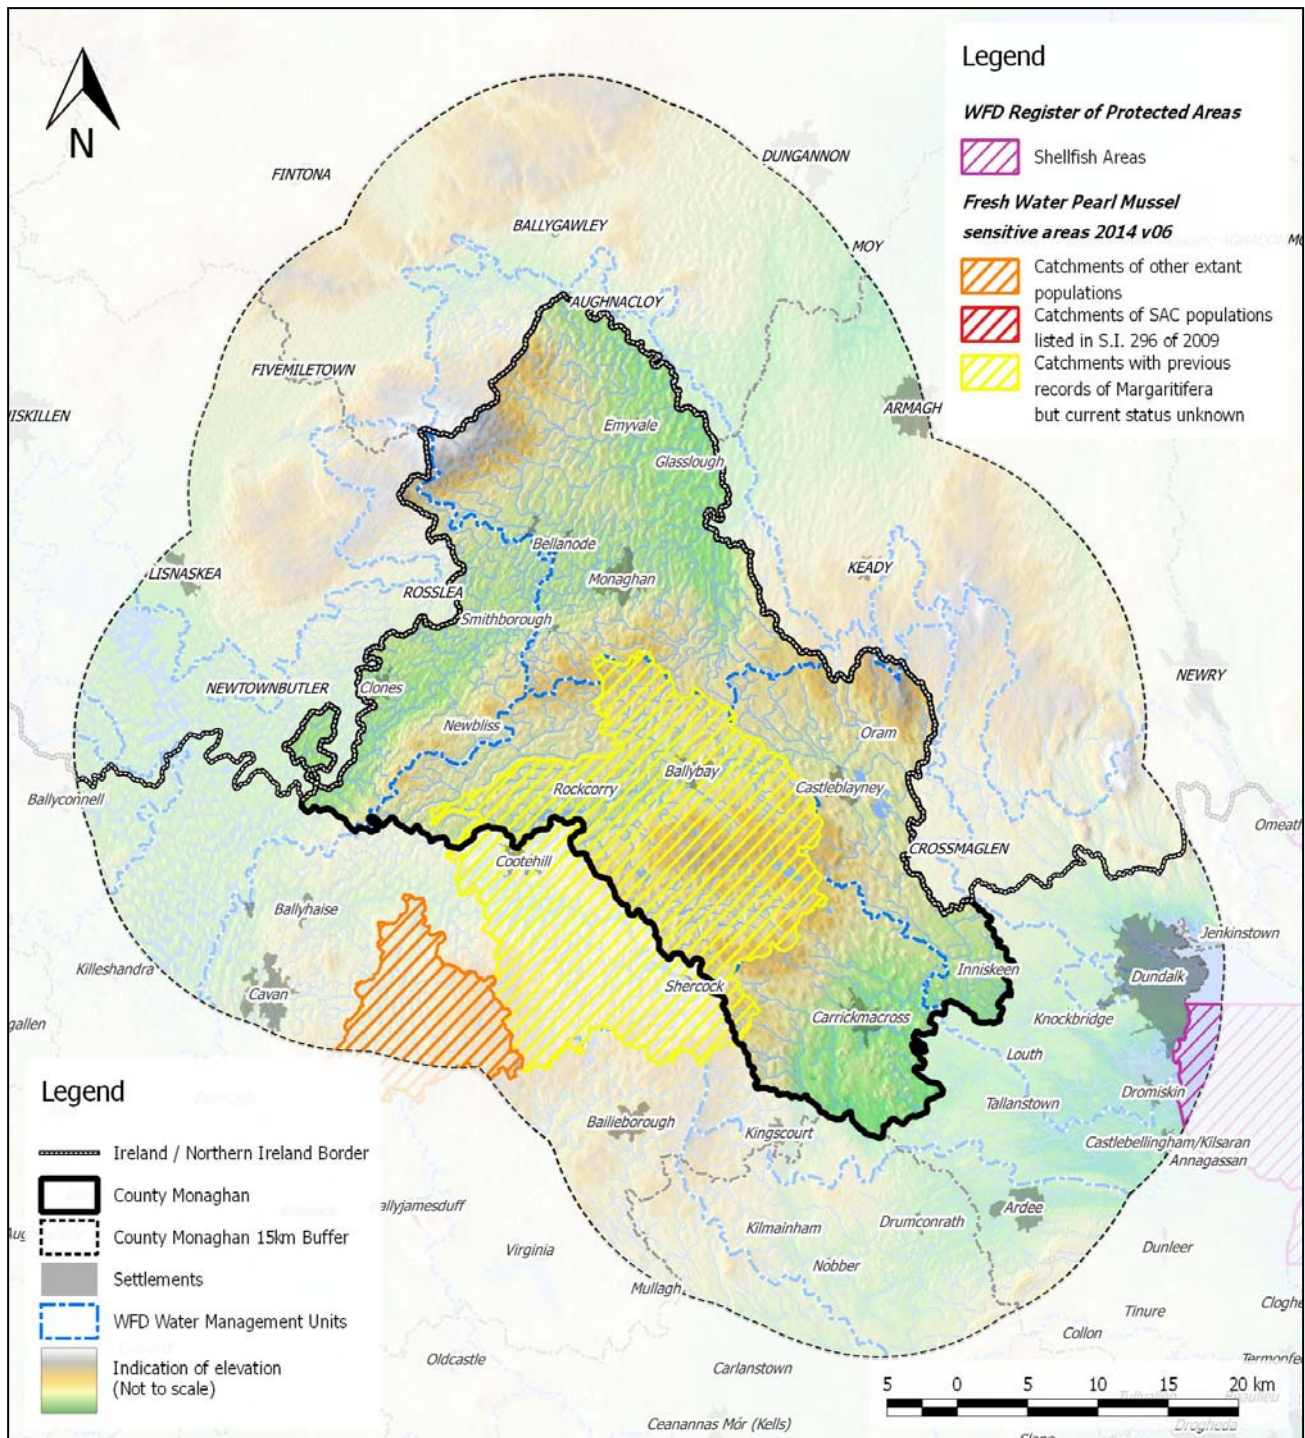 N
Legend
WFD Register of Protected Areas
Shellfish Areas
Fresh Water Pearl Mussel
sensitive areas 2014 v06
Catchments of other extant
populations
Catchments of SAC populations
listed in S.I. 296 of 2009
Catchments with previous
records of Margaritifera
but current status unknown
FINTONA
DUNGANNON
BALLYGAWLEY
MOY
AUGHNACLOY
FIVEMILETOWN
ISKILLEN
ARMAGH
Emyvale
Glasslough
Bellanode
Monaghan
LISNASKEA
KEADY
ROSSLEA
Smithborough
NEWRY
NEWTOWNBUTLER
Clones
Newbliss
Oram
Ballybay
Rockcorry
Castleblayney
Ballyconnell
Omeath
CROSSMAGLEN
Cootehill
Ballyhaise
Jenkinstown
Killeshandra
Inniskeen
Dundalk
Cavan
Shercock
Carrickmacross
Knockbridge
gallen
Louth
Dromiskin
Tallanstown
Bailieborough
Kingscourt
Castlebellingham/Kilsaran
Annagassan
Ardee
allyjamesduff
Kilmainham
Drumconrath
Virginia
Dunleer
Nobber
Mullagh
Cloghe
Tinure
Collon
Oldcastle
Carlanstown
Termonfe
Ceanannas Mór (Kells)
Drogheda
Legend
Ireland / Northern Ireland Border
County Monaghan
County Monaghan 15km Buffer
Settlements
WFD Water Management Units
Indication of elevation
(Not to scale)
5 0 5 10 15 20 km